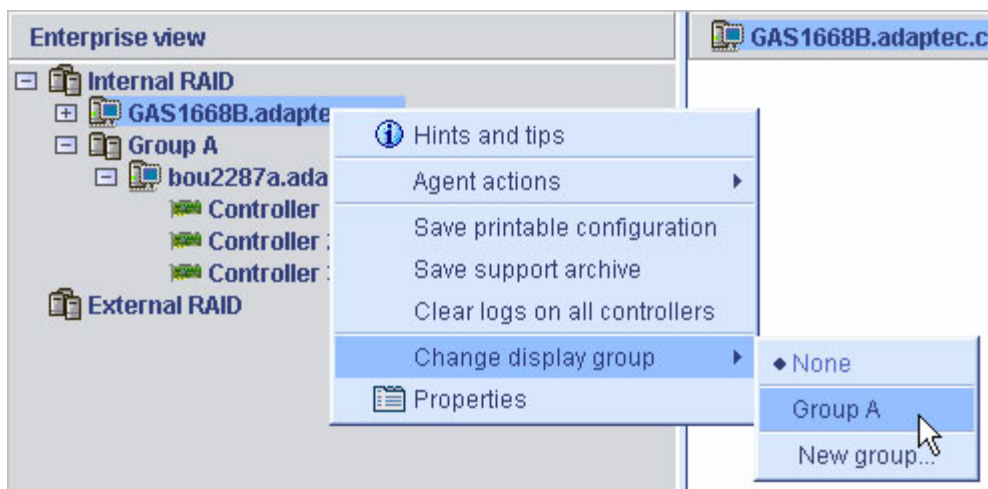 Enterprise view
GAS1668B.adaptec.c
Internal RAID
GAS1668B.adapte
Group A
bou2287a.ada
Controller
Controller
Controller
External RAID
Hints and tips
Agent actions
Save printable configuration
Save support archive
Clear logs on all controllers
Change display group
Properties
None
Group A
New group...